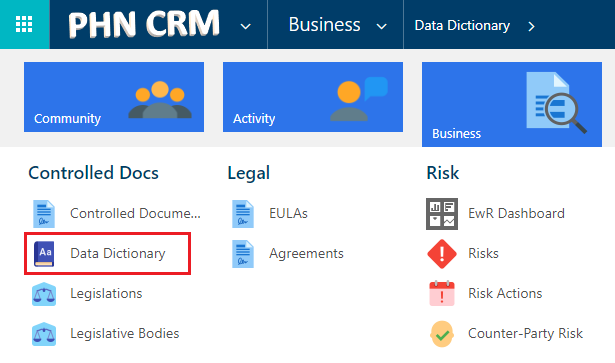 PHN CRM
Business
Data Dictionary
Community
Activity
Business
Controlled Docs
Legal
Risk
Controlled Docume...
EULAs
EwR Dashboard
Aa
Data Dictionary
Agreements
Risks
Legislations
Risk Actions
Legislative Bodies
Counter-Party Risk